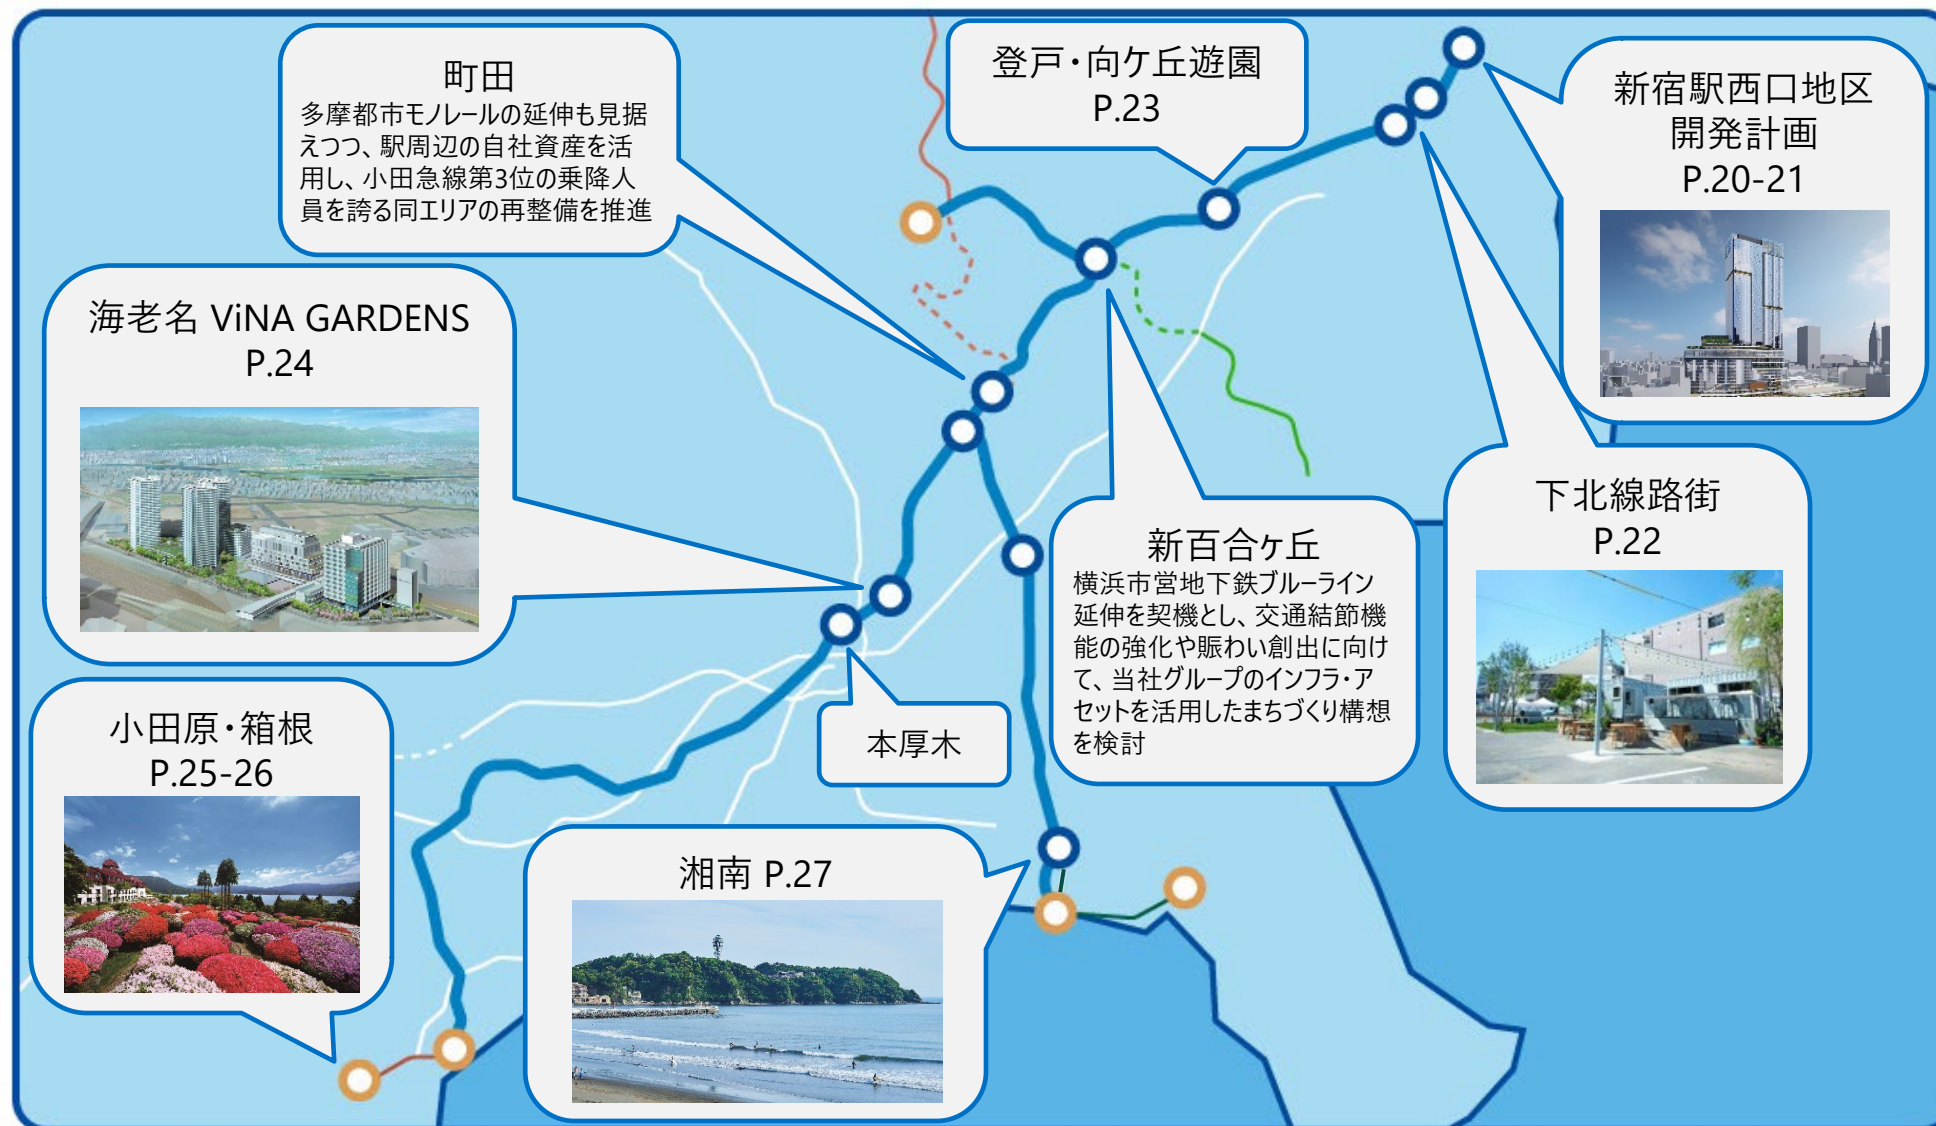 町田
多摩都市モノレールの延伸も見据
えつつ、駅周辺の自社資産を活
用し、小田急線第3位の乗降人
員を誇る同エリアの再整備を推進
登戸・向ケ丘遊園
P.23
新宿駅西口地区
開発計画
P.20-21
海老名 ViNA GARDENS
P.24
新百合ヶ丘
横浜市営地下鉄ブルーライン
延伸を契機とし、交通結節機
能の強化や賑わい創出に向け
て、当社グループのインフラ・ア
セットを活用したまちづくり構想
を検討
下北線路街
P.22
本厚木
小田原・箱根
P.25-26
湘南 P.27